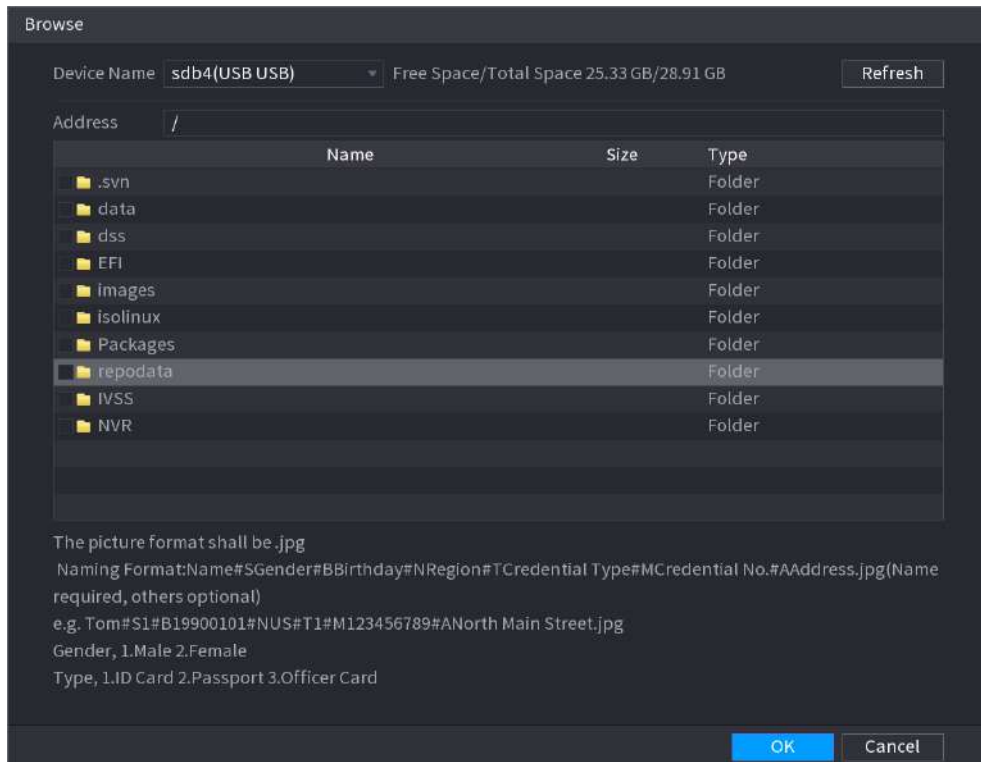 Browse
Device Name sdb4(USB USB) Free Space/Total Space 25.33 GB/28.91 GB Refresh
Address /
Name Size Type
.svn Folder
data Folder
dss Folder
EFI Folder
images Folder
isolinux Folder
Packages Folder
repodata Folder
IVSS Folder
NVR Folder
The picture format shall be .jpg
Naming Format:Name#SGender#BBirthday#NRegion#TCredential Type#MCredential No.#AAddress.jpg(Name
required, others optional)
e.g. Tom#S1#B19900101#NUS#T1#M123456789#ANorth Main Street.jpg
Gender, 1.Male 2.Female
Type, 1.ID Card 2.Passport 3.Officer Card
OK Cancel